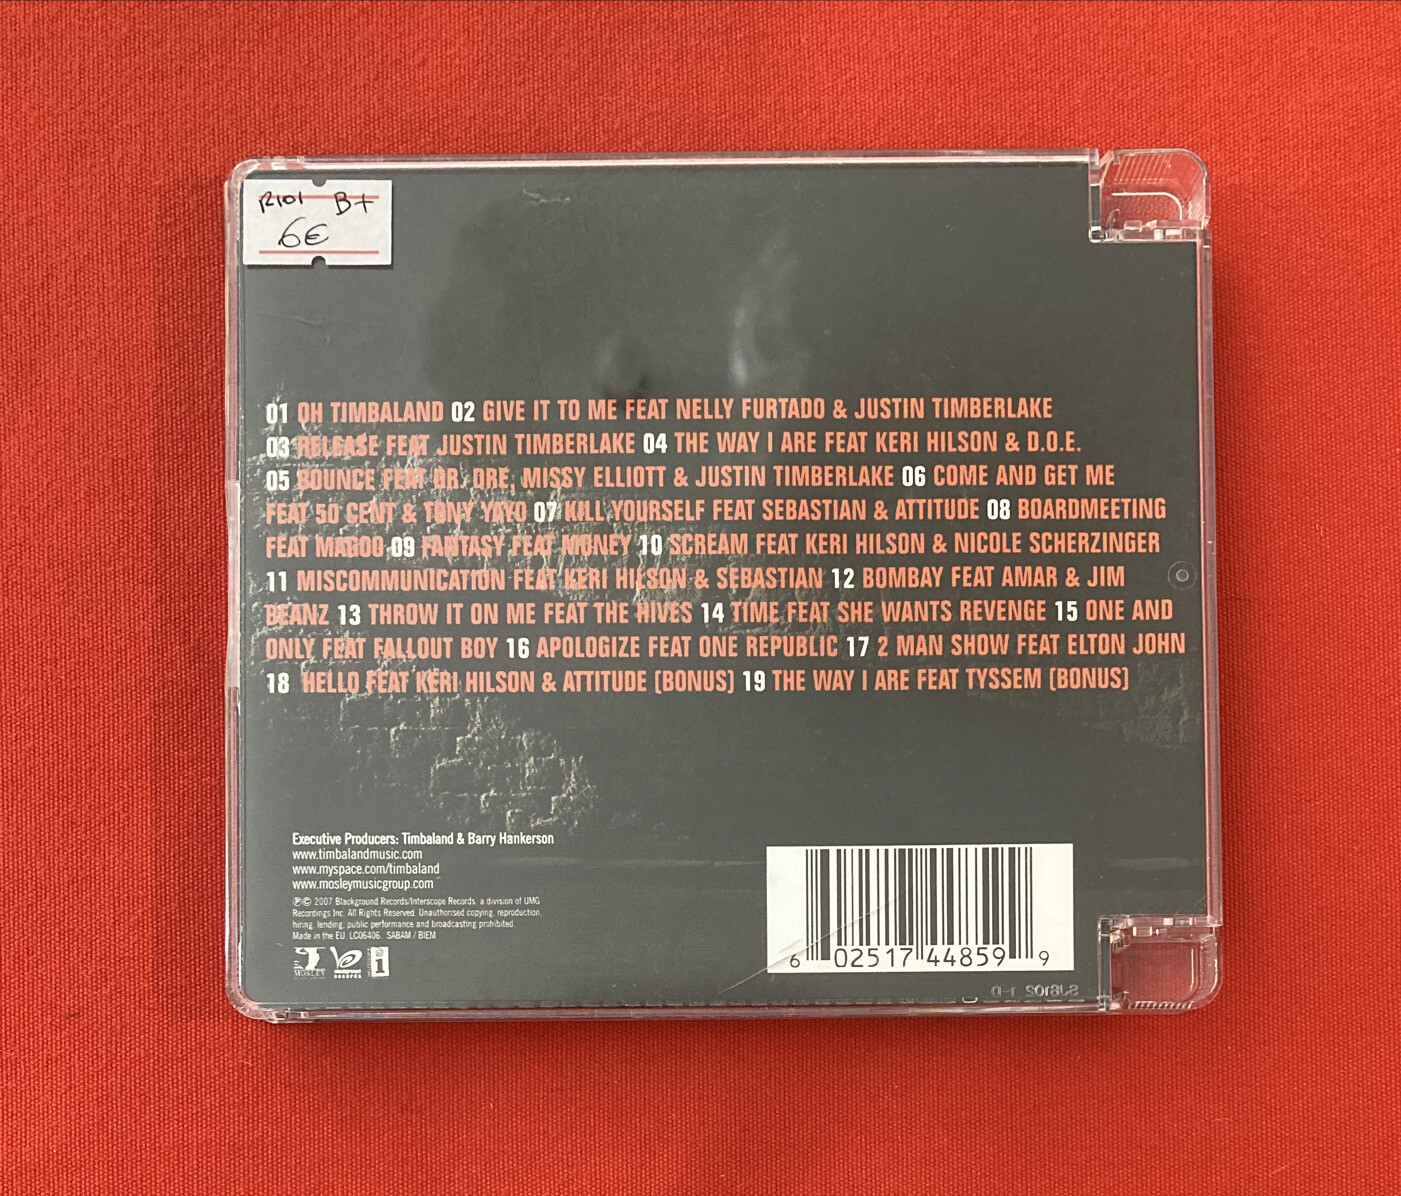 R101 B+
6€
01 OH TIMBALAND 02 GIVE IT TO ME FEAT NELLY FURTADO & JUSTIN TIMBERLAKE
03 RELEASE FEAT JUSTIN TIMBERLAKE 04 THE WAY I ARE FEAT KERI HILSON & D.O.E.
05 BOUNCE FEAT DR. DRE, MISSY ELLIOTT & JUSTIN TIMBERLAKE 06 COME AND GET ME
FEAT 50 CENT & TONY YAYO 07 KILL YOURSELF FEAT SEBASTIAN & ATTITUDE 08 BOARDMEETING
FEAT MAGOO 09 FANTASY FEAT MONEY 10 SCREAM FEAT KERI HILSON & NICOLE SCHERZINGER
11 MISCOMMUNICATION FEAT KERI HILSON & SEBASTIAN 12 BOMBAY FEAT AMAR & JIM
BEANZ 13 THROW IT ON ME FEAT THE HIVES 14 TIME FEAT SHE WANTS REVENGE 15 ONE AND
ONLY FEAT FALLOUT BOY 16 APOLOGIZE FEAT ONE REPUBLIC 17 2 MAN SHOW FEAT ELTON JOHN
18 HELLO FEAT KERI HILSON & ATTITUDE (BONUS) 19 THE WAY I ARE FEAT TYSSEM (BONUS)
Executive Producers: Timbaland & Barry Hankerson
www.timbalandmusic.com
www.myspace.com/timbaland
www.mosleymusicgroup.com
℗© 2007 Blackground Records/Interscope Records, a division of UMG
Recordings Inc. All Rights Reserved. Unauthorised copying, reproduction,
hiring, lending, public performance and broadcasting prohibited.
Made in the EU. LC06406. SABAM / BIEM
MOSLEY
blackground
RECORDS
i
6 02517 44859 9